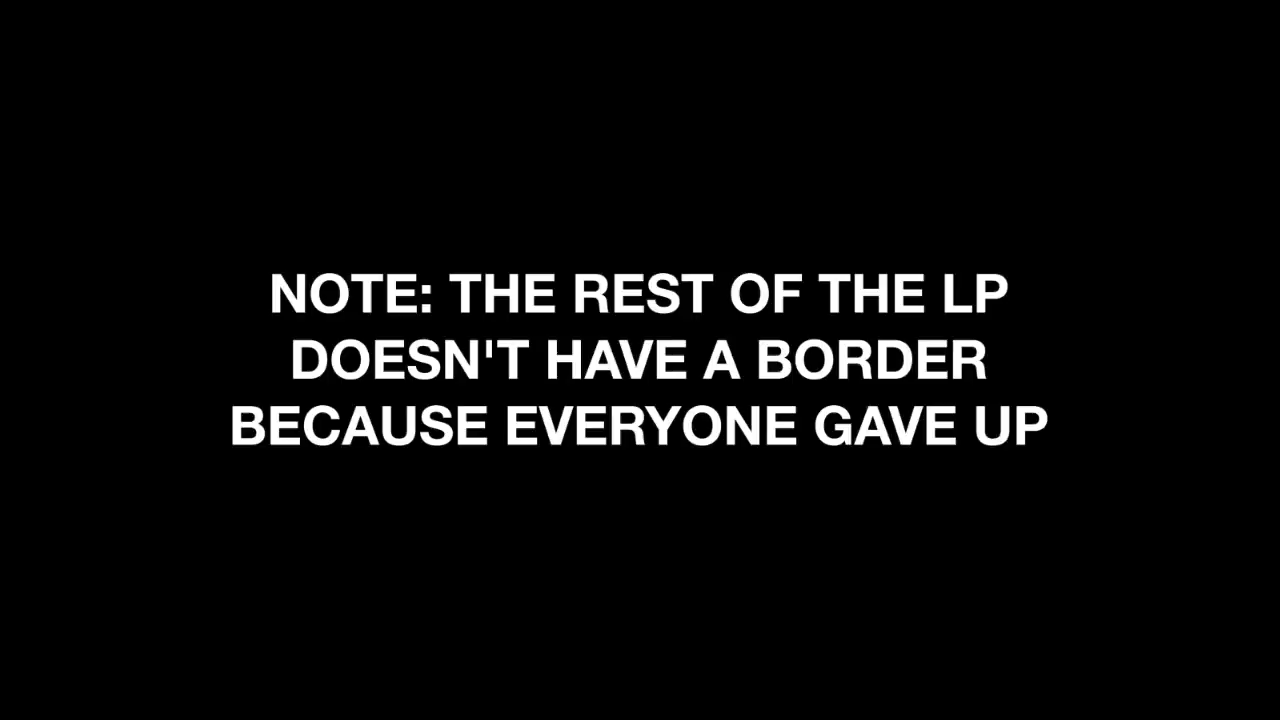 NOTE: THE REST OF THE LP
DOESN'T HAVE A BORDER
BECAUSE EVERYONE GAVE UP